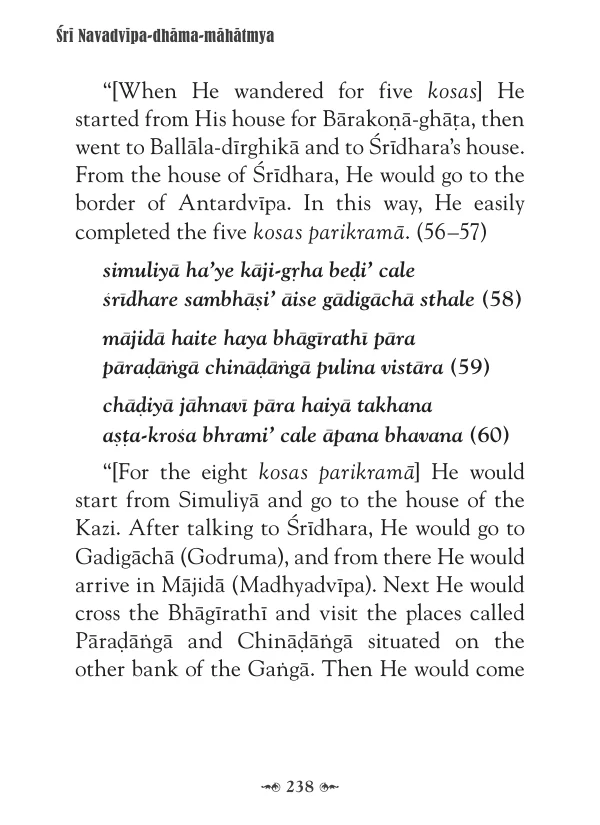 Śrī Navadvīpa-dhāma-māhātmya
“[When He wandered for five kosas] He
started from His house for Bārakoṇā-ghāṭa, then
went to Ballāla-dīrghikā and to Śrīdhara’s house.
From the house of Śrīdhara, He would go to the
border of Antardvīpa. In this way, He easily
completed the five kosas parikramā. (56–57)
simuliyā ha’ye kāji-gṛha beḍi’ cale
śrīdhare sambhāṣi’ āise gādigāchā sthale (58)
mājidā haite haya bhāgīrathī pāra
pāraḍāṅgā chināḍāṅgā pulina vistāra (59)
chāḍiyā jāhnavī pāra haiyā takhana
aṣṭa-krośa bhrami’ cale āpana bhavana (60)
“[For the eight kosas parikramā] He would
start from Simuliyā and go to the house of the
Kazi. After talking to Śrīdhara, He would go to
Gadigāchā (Godruma), and from there He would
arrive in Mājidā (Madhyadvīpa). Next He would
cross the Bhāgīrathī and visit the places called
Pāraḍāṅgā and Chināḍāṅgā situated on the
other bank of the Gaṅgā. Then He would come
238